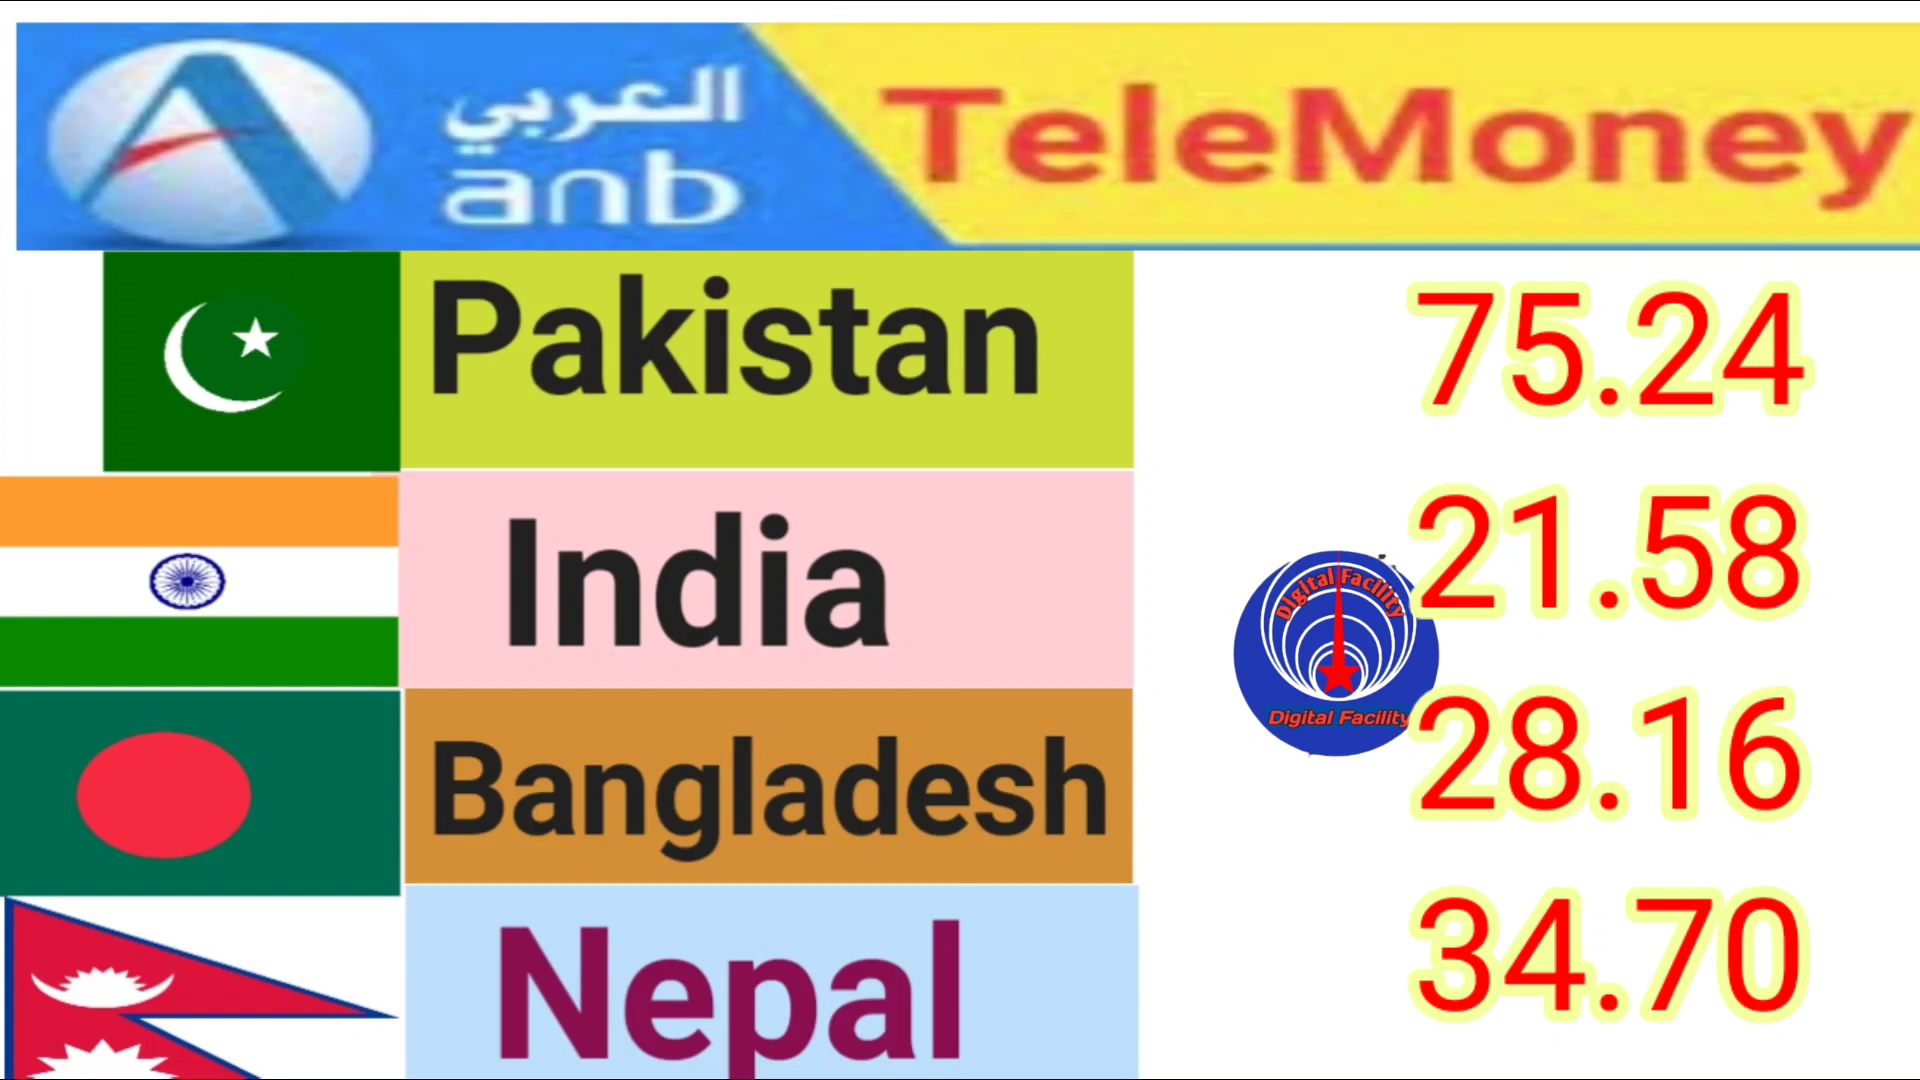 العربي
anb
TeleMoney
Pakistan 75.24
India 21.58
Digital Facility
Digital Facility
Bangladesh 28.16
Nepal 34.70